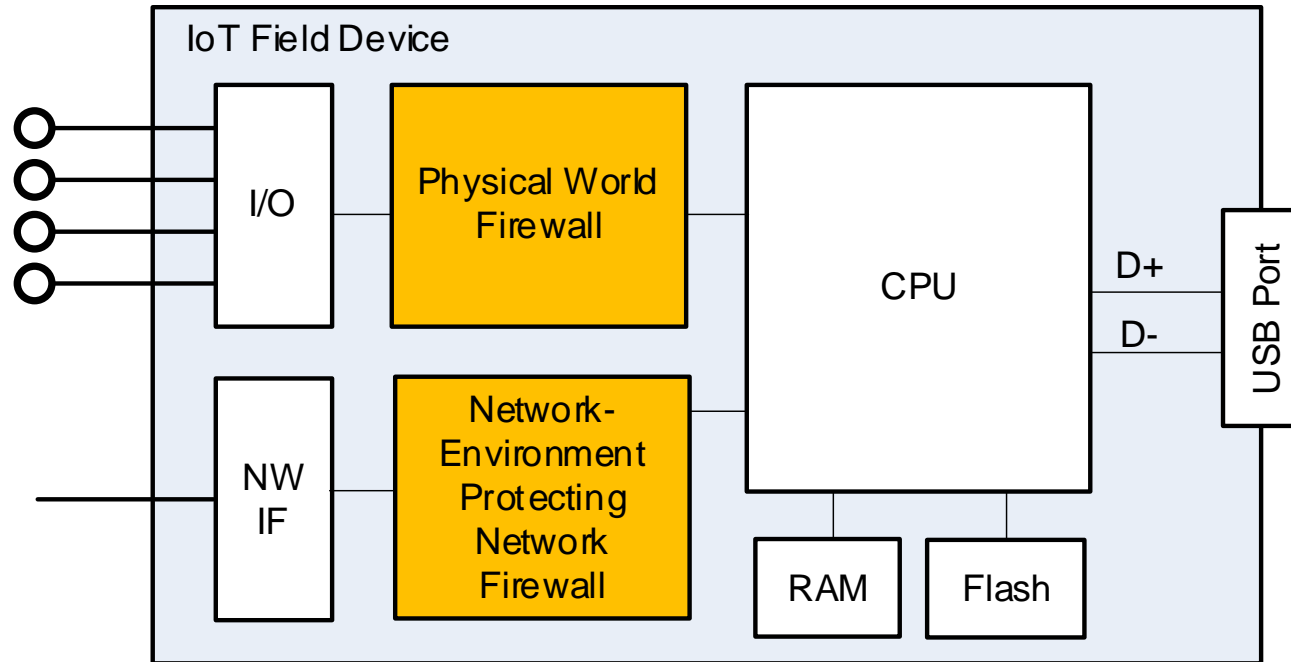 IoT Field Device
I/O
Physical World
Firewall
CPU
D+
D-
USB Port
NW
IF
Network-
Environment
Protecting
Network
Firewall
RAM
Flash